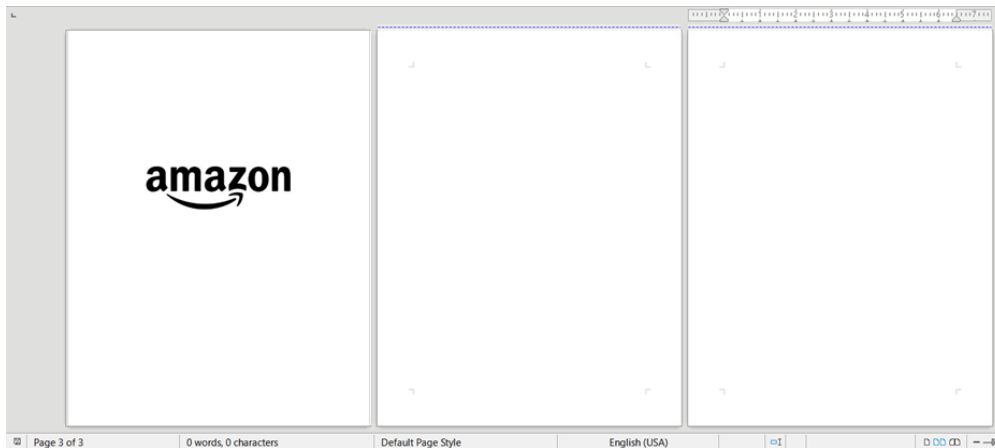 amazon
Page 3 of 3 0 words, 0 characters Default Page Style English (USA)